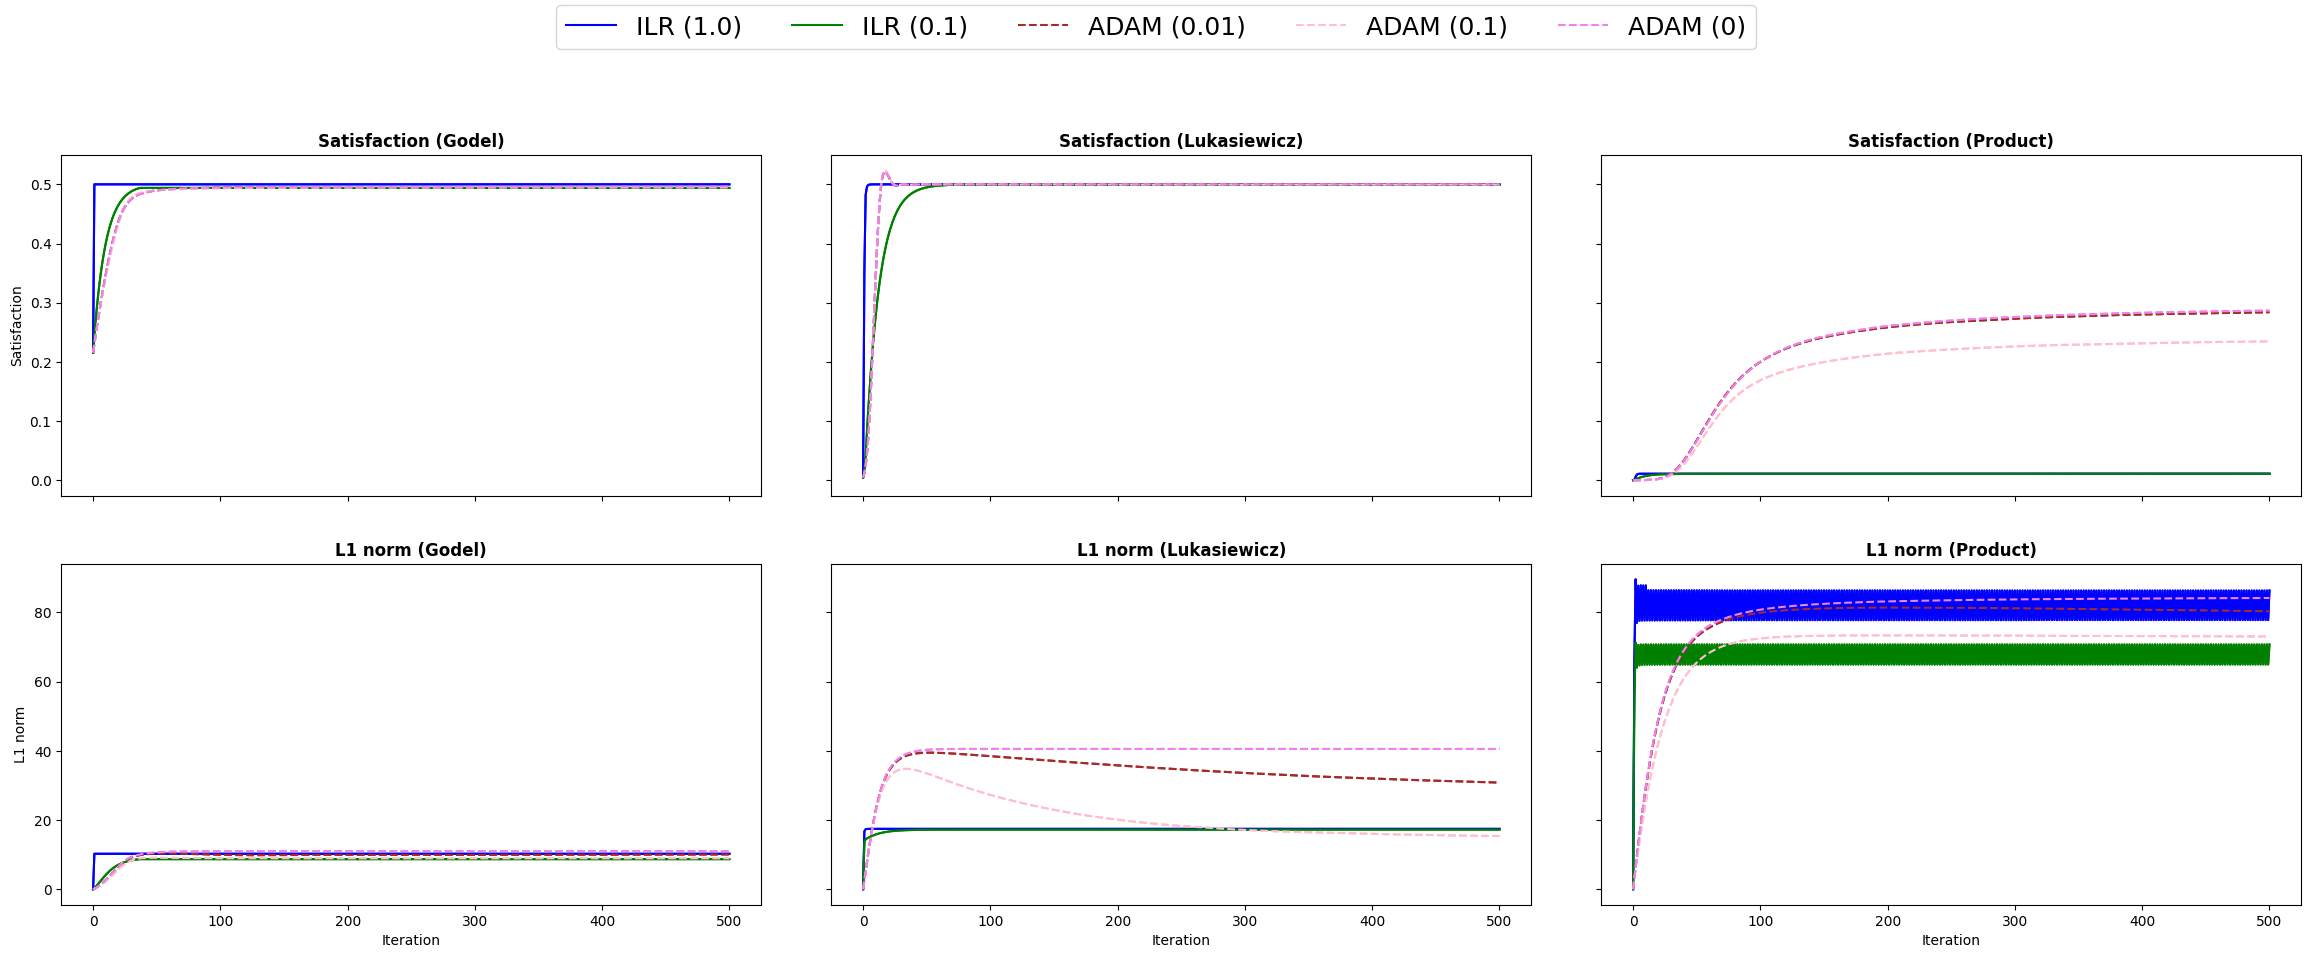 ILR (1.0) ILR (0.1) ADAM (0.01) ADAM (0.1) ADAM (0)
Satisfaction (Godel) Satisfaction (Lukasiewicz) Satisfaction (Product)
Satisfaction
0.5
0.4
0.3
0.2
0.1
0.0
L1 norm (Godel) L1 norm (Lukasiewicz) L1 norm (Product)
L1 norm
80
60
40
20
0
0 100 200 300 400 500 0 100 200 300 400 500 0 100 200 300 400 500
Iteration Iteration Iteration